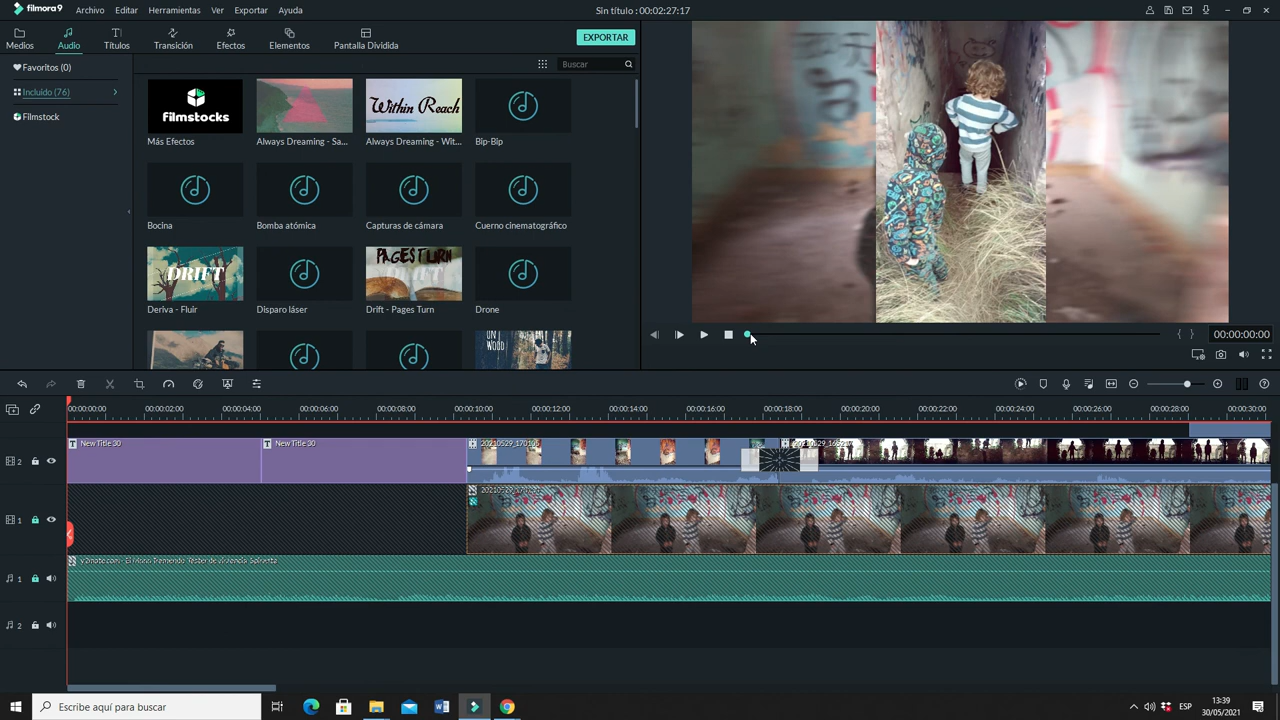 filmora9 Archivo Editar Herramientas Ver Exportar Ayuda Sin título : 00:02:27:17
Medios Audio Títulos Transición Efectos Elementos Pantalla Dividida EXPORTAR
Favoritos (0)
Buscar
Incluido (76)
Filmstock
filmstocks
Within Reach
Más Efectos Always Dreaming - Sa... Always Dreaming - Wit... Bip-Bip
Bocina Bomba atómica Capturas de cámara Cuerno cinematográfico
DRIFT PAGES TURN
Deriva - Fluir Disparo láser Drift - Pages Turn Drone
00:00:00:00
00:00:00:00 00:00:02:00 00:00:04:00 00:00:06:00 00:00:08:00 00:00:10:00 00:00:12:00 00:00:14:00 00:00:16:00 00:00:18:00 00:00:20:00 00:00:22:00 00:00:24:00 00:00:26:00 00:00:28:00 00:00:30:00
2 New Title 30 New Title 30
1
1
2
Escribe aquí para buscar
ESP
13:39
30/05/2021